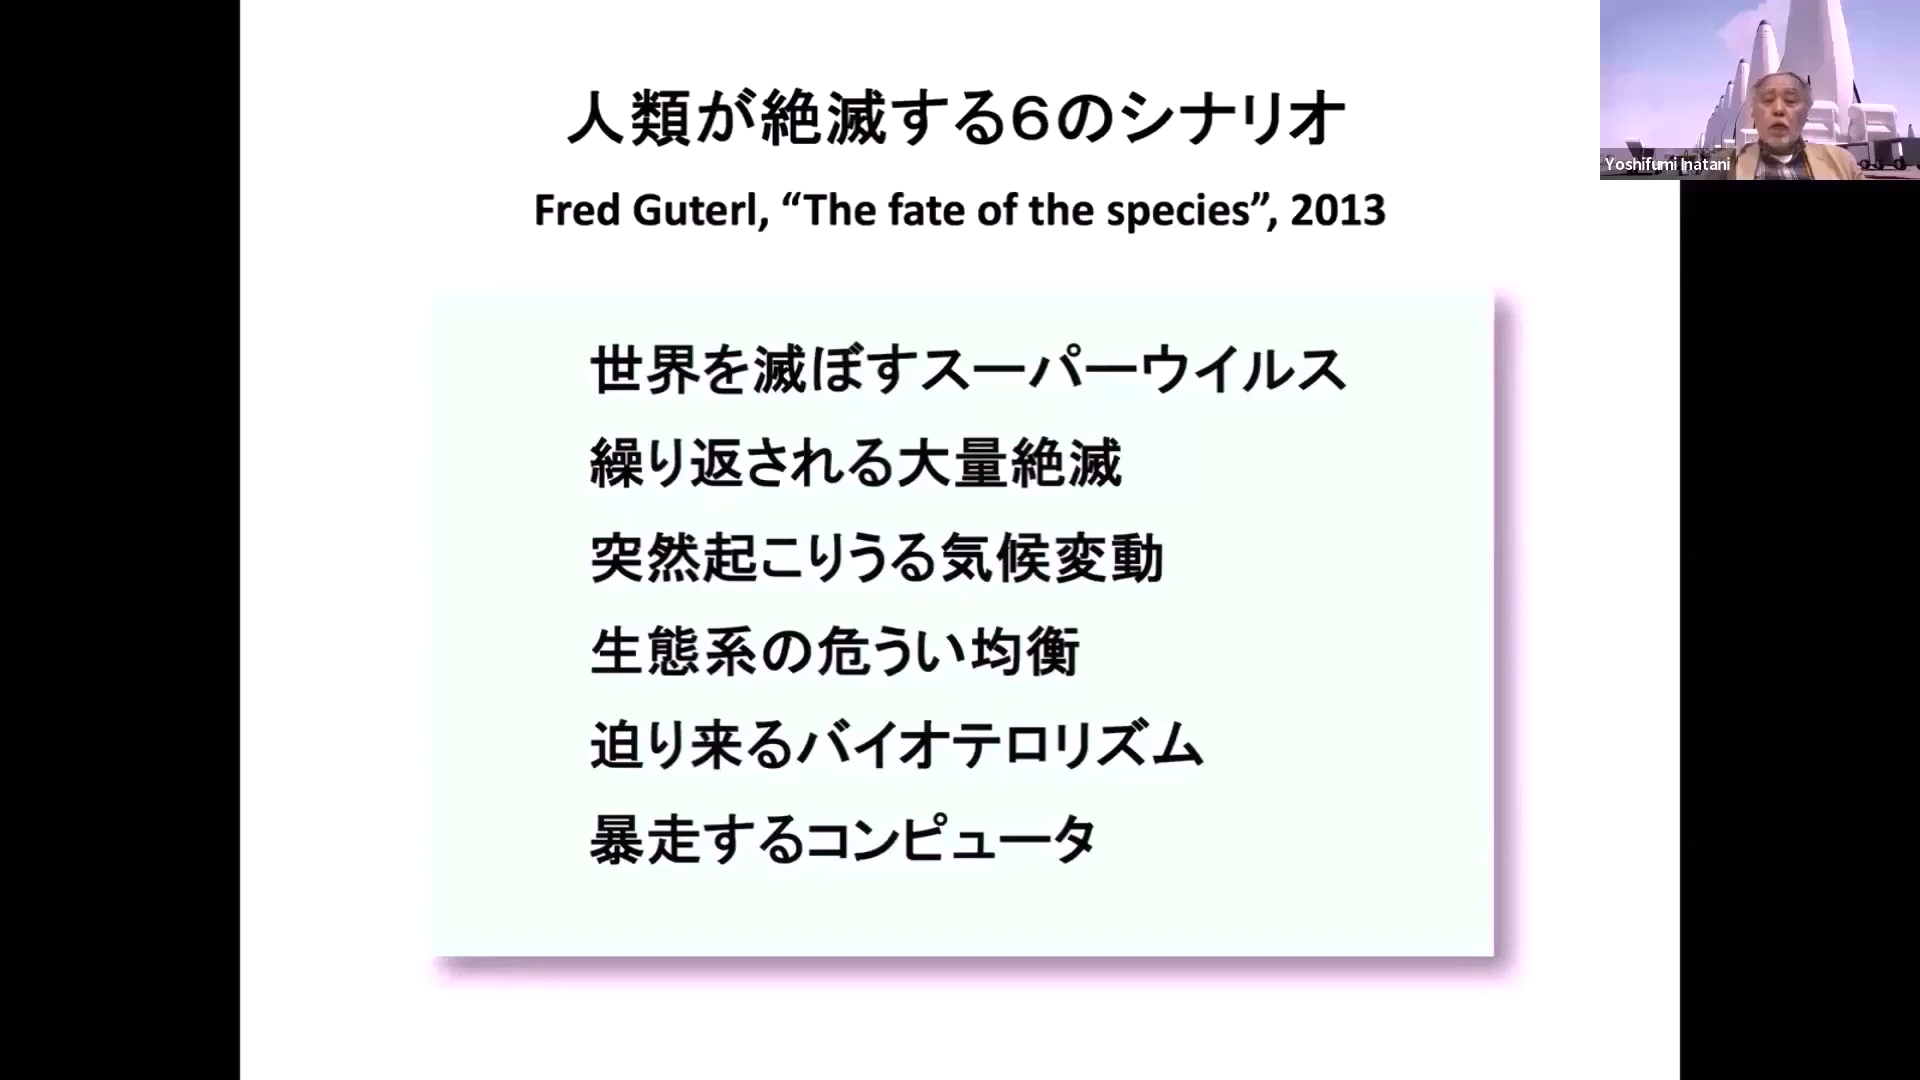 人類が絶滅する６のシナリオ
Fred Guterl, “The fate of the species”, 2013
世界を滅ぼすスーパーウイルス
繰り返される大量絶滅
突然起こりうる気候変動
生態系の危うい均衡
迫り来るバイオテロリズム
暴走するコンピュータ
Yoshifumi Inatani